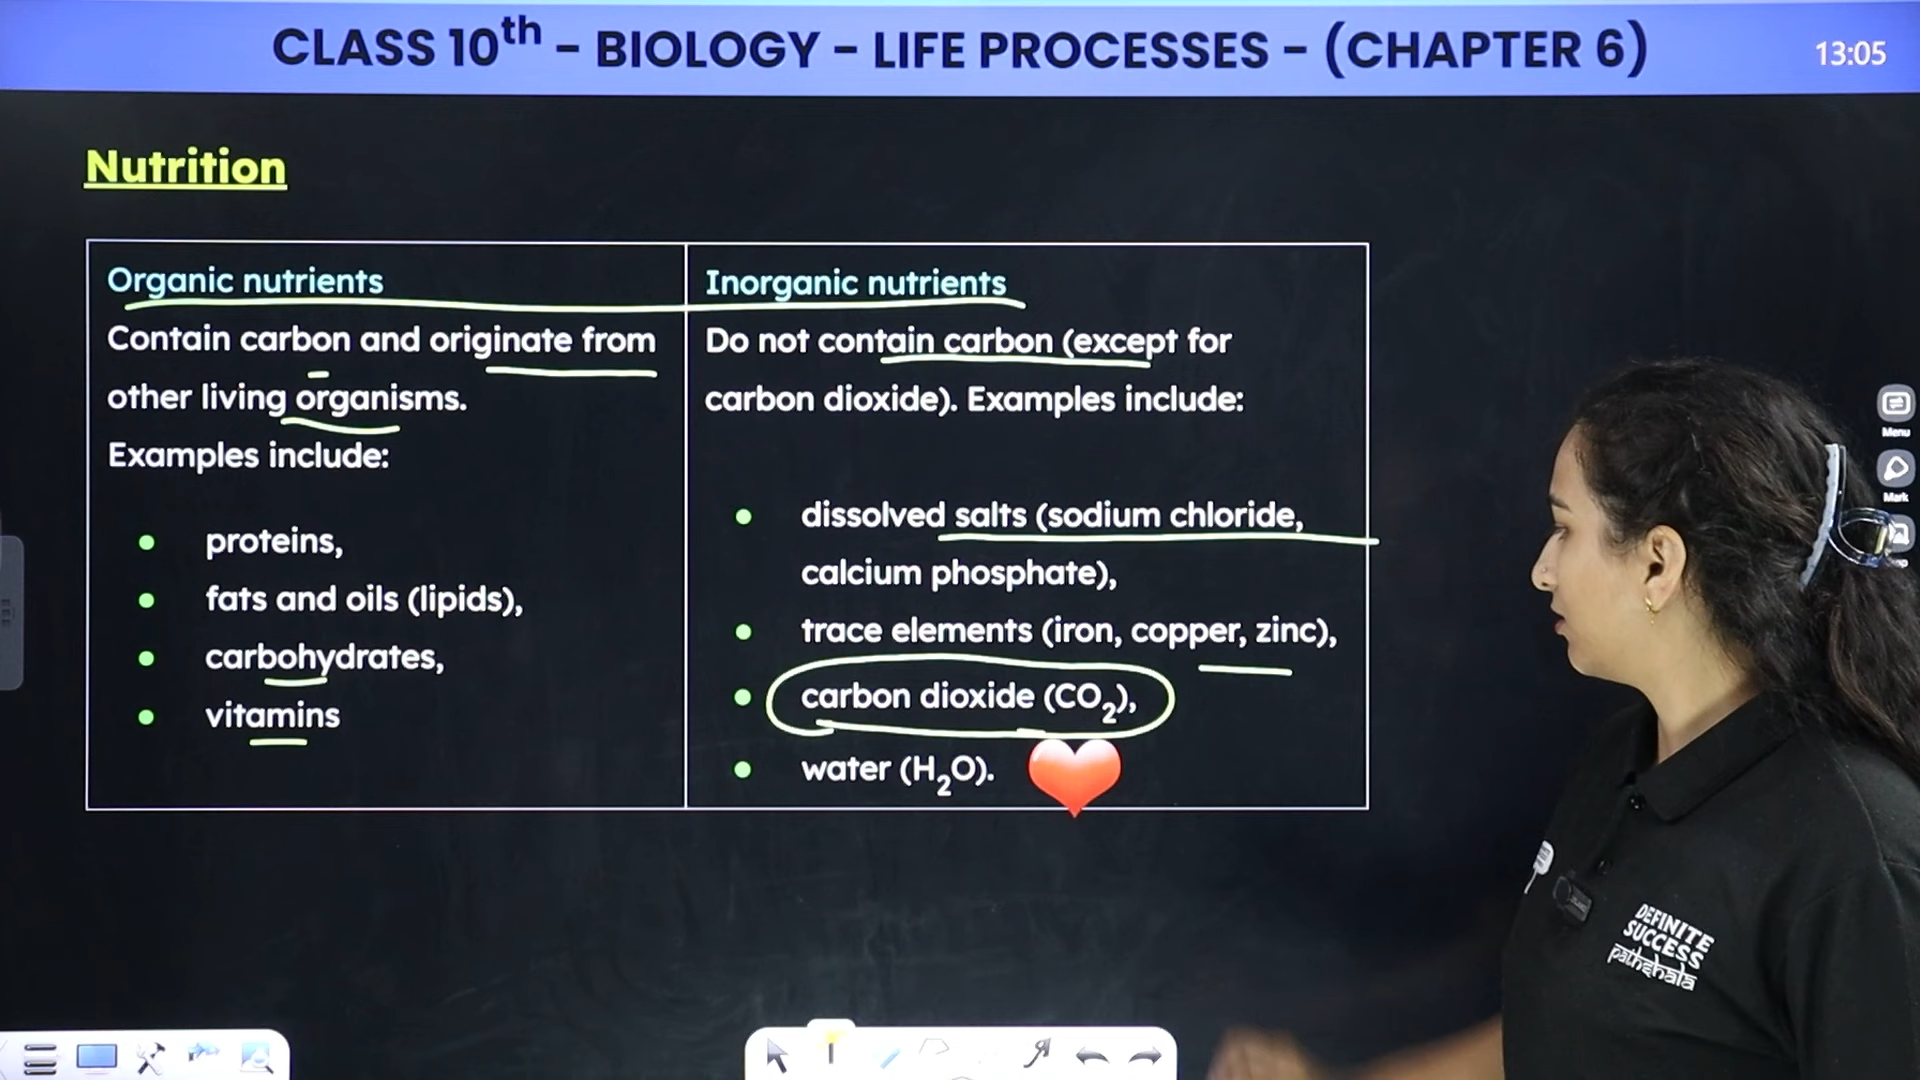 CLASS 10th – BIOLOGY – LIFE PROCESSES – (CHAPTER 6)
13:05
Nutrition
Organic nutrients
Contain carbon and originate from
other living organisms.
Examples include:
proteins,
fats and oils (lipids),
carbohydrates,
vitamins
Inorganic nutrients
Do not contain carbon (except for
carbon dioxide). Examples include:
dissolved salts (sodium chloride,
calcium phosphate),
trace elements (iron, copper, zinc),
carbon dioxide (CO₂),
water (H₂O).
Menu
Mark
DEFINITE
SUCCESS
pathshala